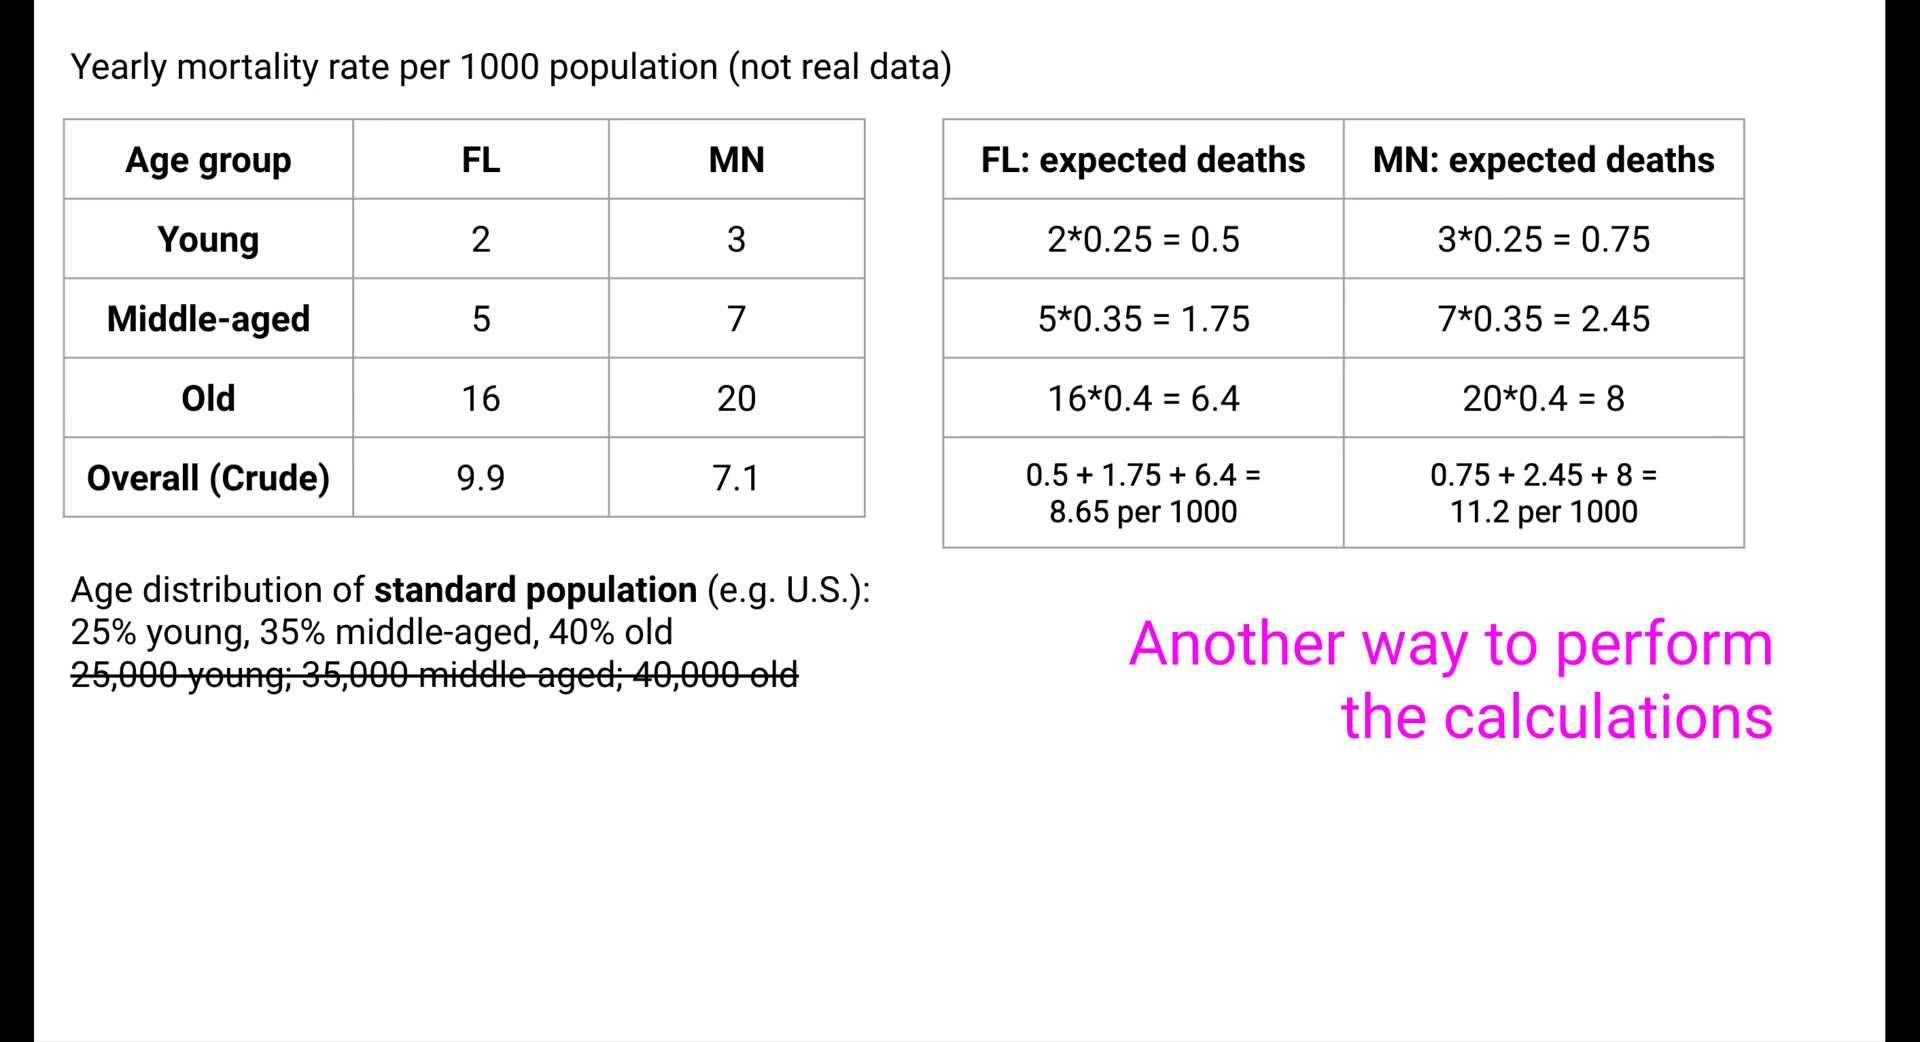 Yearly mortality rate per 1000 population (not real data)
Age group FL MN
Young 2 3
Middle-aged 5 7
Old 16 20
Overall (Crude) 9.9 7.1
FL: expected deaths MN: expected deaths
2*0.25 = 0.5 3*0.25 = 0.75
5*0.35 = 1.75 7*0.35 = 2.45
16*0.4 = 6.4 20*0.4 = 8
0.5 + 1.75 + 6.4 = 0.75 + 2.45 + 8 =
8.65 per 1000 11.2 per 1000
Age distribution of standard population (e.g. U.S.):
25% young, 35% middle-aged, 40% old
25,000 young; 35,000 middle aged; 40,000 old
Another way to perform
the calculations